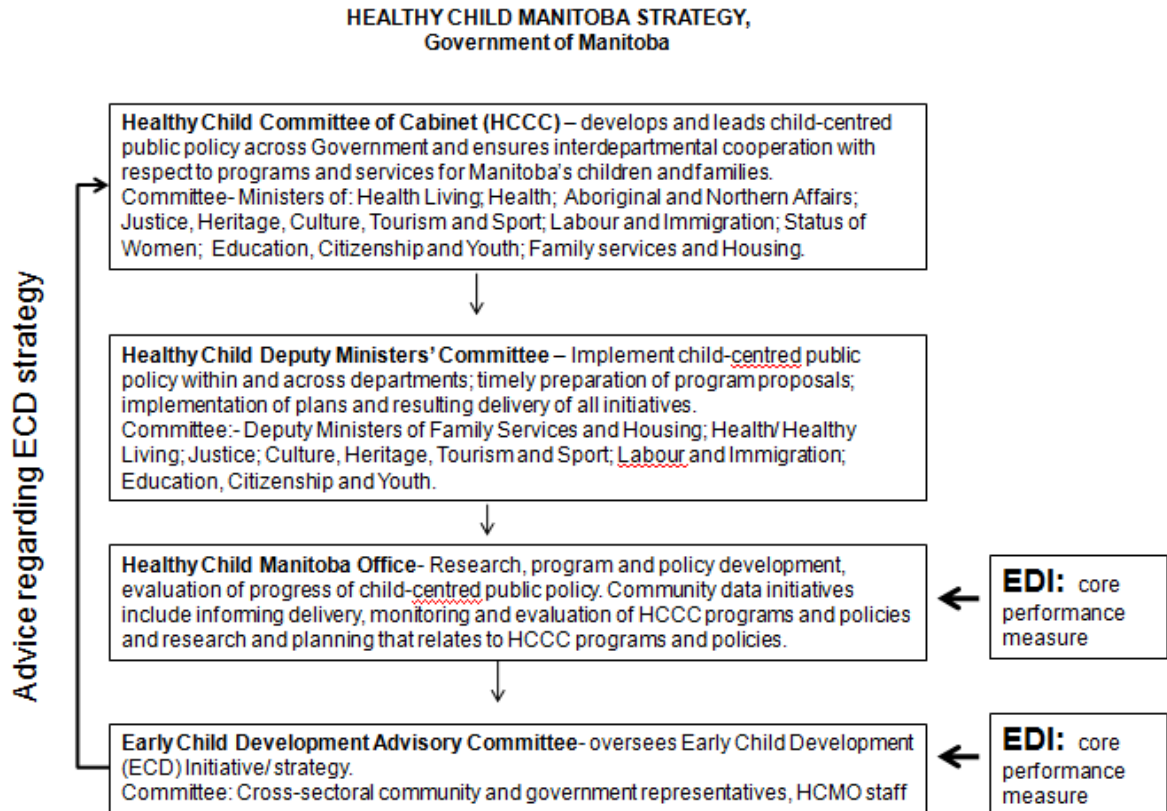 HEALTHY CHILD MANITOBA STRATEGY,
Government of Manitoba
Healthy Child Committee of Cabinet (HCCC) – develops and leads child-centred
public policy across Government and ensures interdepartmental cooperation with
respect to programs and services for Manitoba's children and families.
Committee- Ministers of: Health Living; Health; Aboriginal and Northern Affairs;
Justice, Heritage, Culture, Tourism and Sport; Labour and Immigration; Status of
Women; Education, Citizenship and Youth; Family services and Housing.
Advice regarding ECD strategy
Healthy Child Deputy Ministers' Committee – Implement child-centred public
policy within and across departments; timely preparation of program proposals;
implementation of plans and resulting delivery of all initiatives.
Committee:- Deputy Ministers of Family Services and Housing; Health/ Healthy
Living; Justice; Culture, Heritage, Tourism and Sport; Labour and Immigration;
Education, Citizenship and Youth.
Healthy Child Manitoba Office- Research, program and policy development,
evaluation of progress of child-centred public policy. Community data initiatives
include informing delivery, monitoring and evaluation of HCCC programs and policies
and research and planning that relates to HCCC programs and policies.
EDI: core
performance
measure
Early Child Development Advisory Committee- oversees Early Child Development
(ECD) Initiative/ strategy.
Committee: Cross-sectoral community and government representatives, HCMO staff
EDI: core
performance
measure